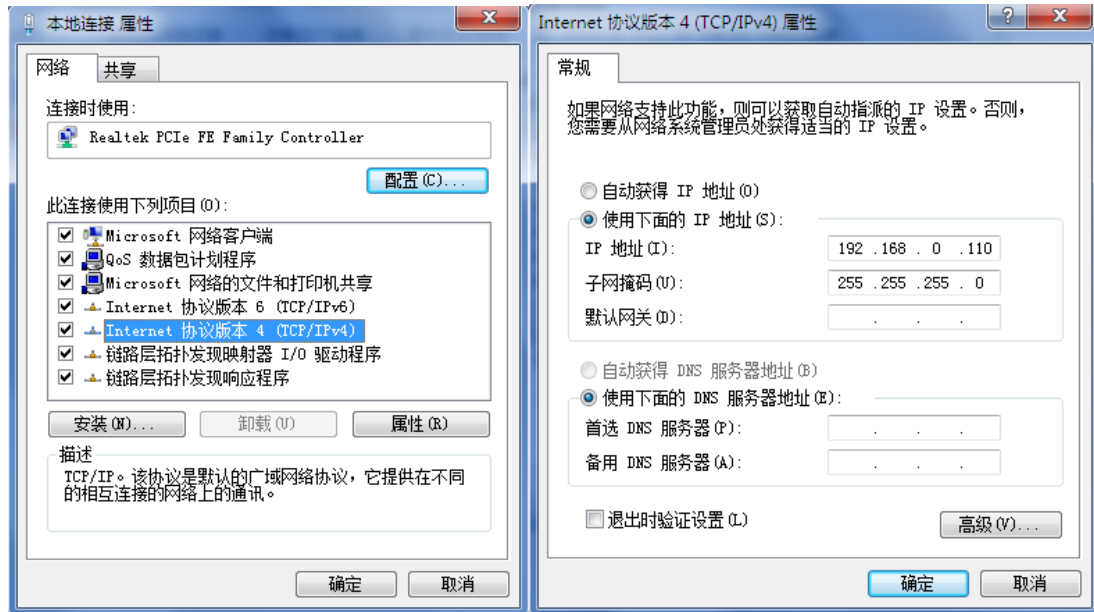 本地连接 属性
网络
共享
连接时使用:
Realtek PCIe FE Family Controller
配置(C)...
此连接使用下列项目(O):
Microsoft 网络客户端
QoS 数据包计划程序
Microsoft 网络的文件和打印机共享
Internet 协议版本 6 (TCP/IPv6)
Internet 协议版本 4 (TCP/IPv4)
链路层拓扑发现映射器 I/O 驱动程序
链路层拓扑发现响应程序
安装(N)...
卸载(U)
属性(R)
描述
TCP/IP。该协议是默认的广域网络协议，它提供在不同
的相互连接的网络上的通讯。
确定
取消
Internet 协议版本 4 (TCP/IPv4) 属性
常规
如果网络支持此功能，则可以获取自动指派的 IP 设置。否则，
您需要从网络系统管理员处获得适当的 IP 设置。
自动获得 IP 地址(O)
使用下面的 IP 地址(S):
IP 地址(I):
192 .168 . 0 .110
子网掩码(U):
255 .255 .255 . 0
默认网关(D):
. . .
自动获得 DNS 服务器地址(B)
使用下面的 DNS 服务器地址(E):
首选 DNS 服务器(P):
. . .
备用 DNS 服务器(A):
. . .
退出时验证设置(L)
高级(V)...
确定
取消